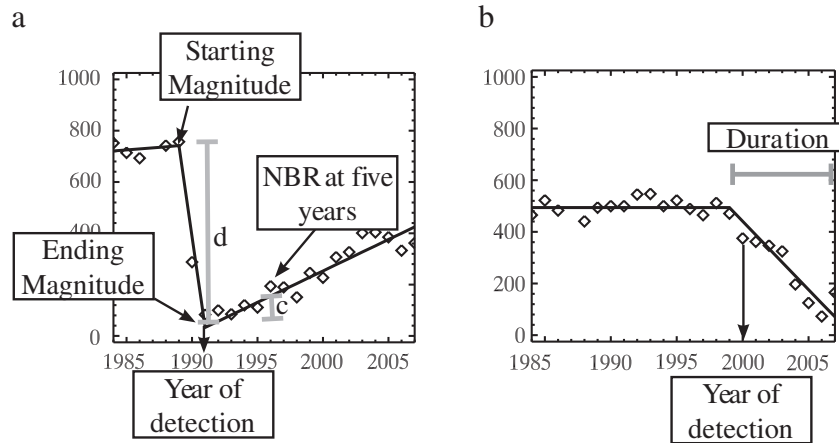 a
Starting
Magnitude
1000
800
600
400
200
0
NBR at five
years
d
Ending
Magnitude
c
1985 1990 1995 2000 2005
Year of
detection
b
1000
800
600
400
200
0
Duration
1985 1990 1995 2000 2005
Year of
detection